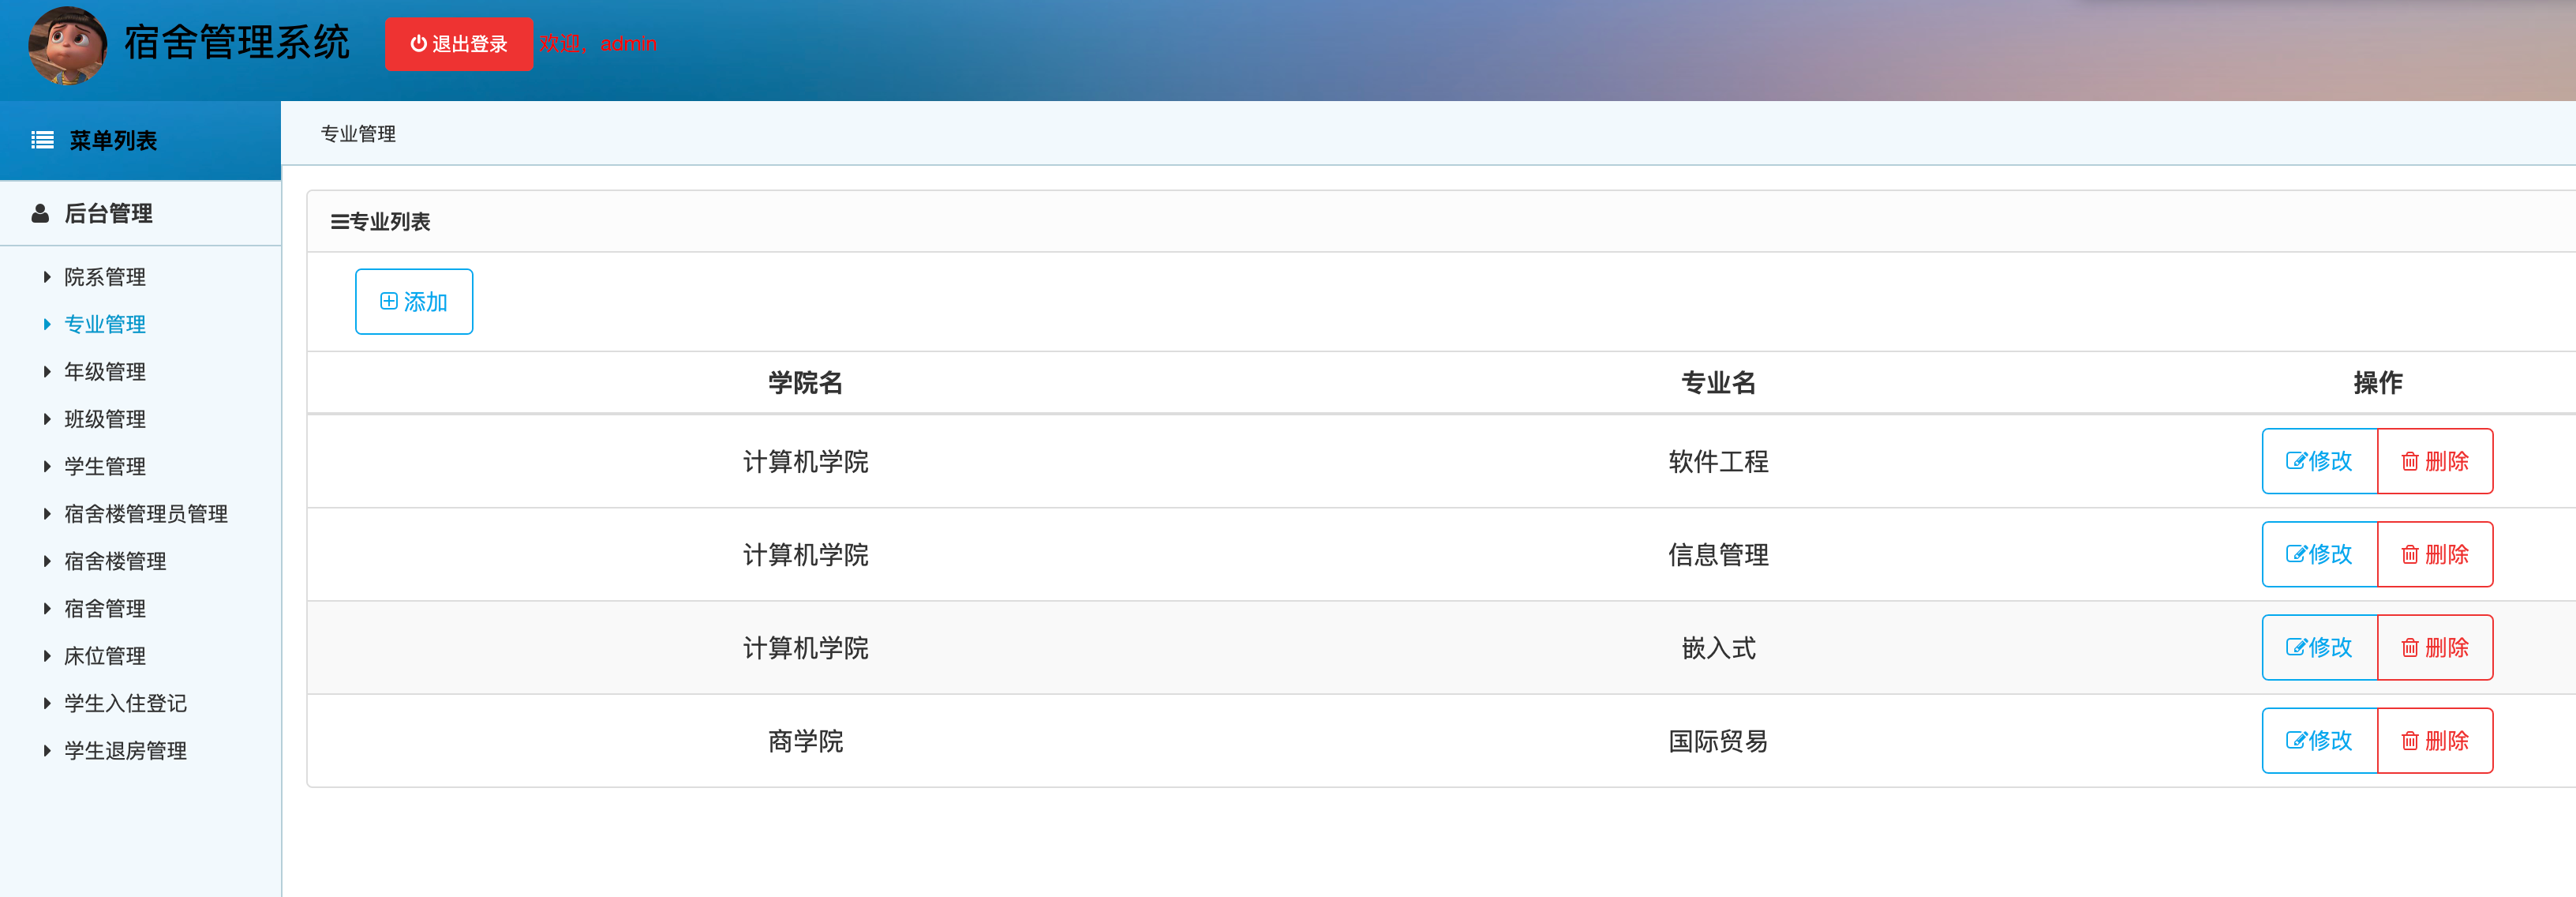 宿舍管理系统
退出登录 欢迎，admin
菜单列表
后台管理
院系管理
专业管理
年级管理
班级管理
学生管理
宿舍楼管理员管理
宿舍楼管理
宿舍管理
床位管理
学生入住登记
学生退房管理
专业管理
专业列表
添加
学院名 专业名 操作
计算机学院 软件工程 修改 删除
计算机学院 信息管理 修改 删除
计算机学院 嵌入式 修改 删除
商学院 国际贸易 修改 删除